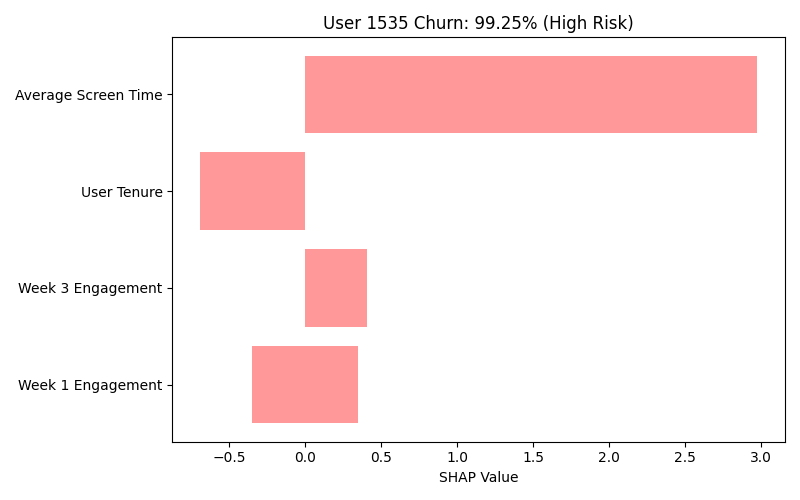 User 1535 Churn: 99.25% (High Risk)
Average Screen Time
User Tenure
Week 3 Engagement
Week 1 Engagement
−0.5 0.0 0.5 1.0 1.5 2.0 2.5 3.0
SHAP Value